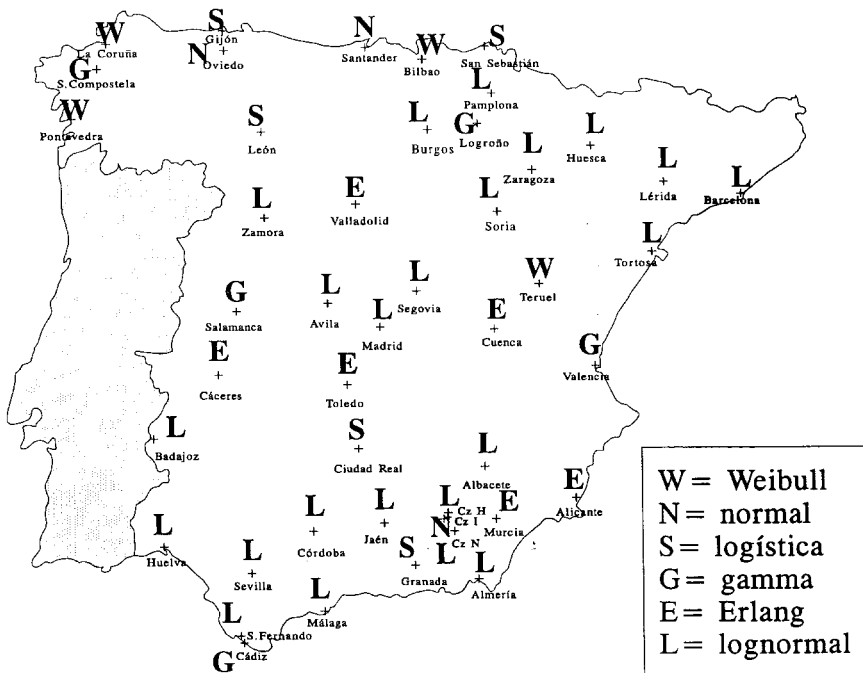 S
Gijón
W
La Coruña
N
Oviedo
N
Santander
W
Bilbao
S
San Sebastián
G
S.Compostela
L
Pamplona
W
Pontevedra
S
León
L
Burgos
G
Logroño
L
Zaragoza
L
Huesca
L
Lérida
L
Barcelona
L
Zamora
E
Valladolid
L
Soria
L
Tortosa
G
Salamanca
L
Avila
L
Segovia
L
Madrid
W
Teruel
E
Cuenca
E
Cáceres
E
Toledo
G
Valencia
L
Badajoz
S
Ciudad Real
L
Albacete
E
Alicante
L
Huelva
L
Sevilla
L
Córdoba
L
Jaén
L
Cz H
N
Cz I
Cz N
L
E
Murcia
S
Granada
L
Almería
L
Málaga
L
S.Fernando
G
Cádiz
W= Weibull
N= normal
S= logística
G= gamma
E= Erlang
L= lognormal